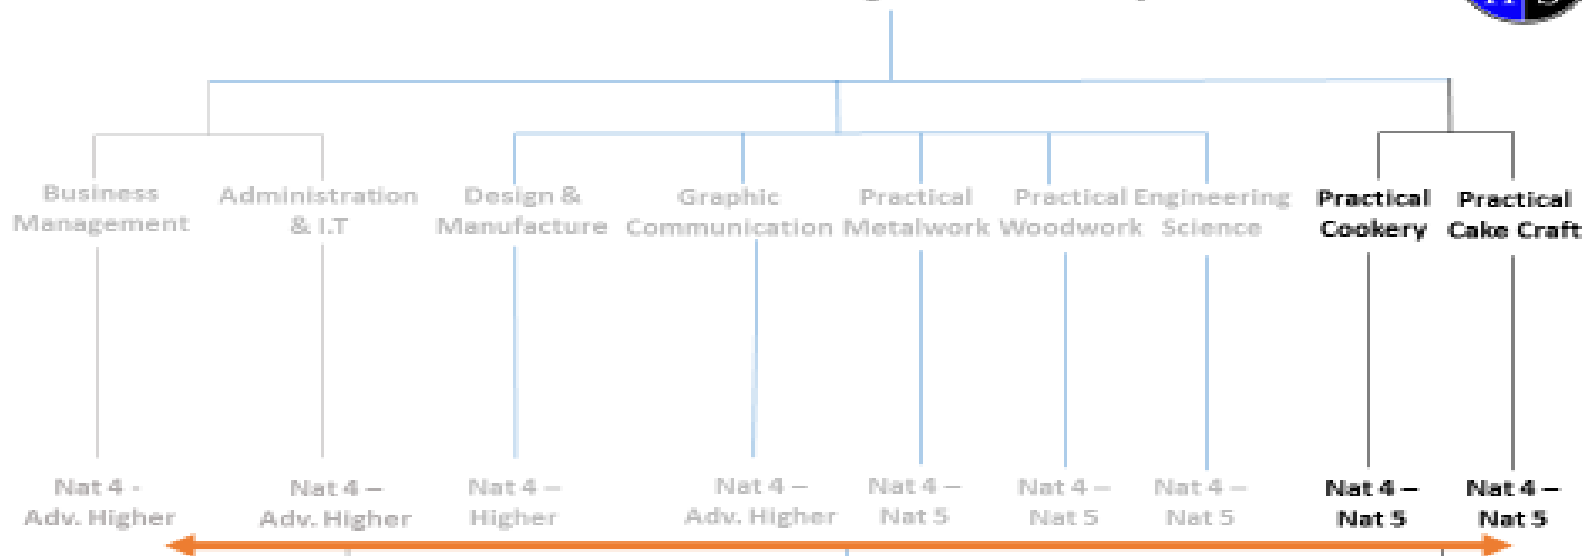 Business
Management
Administration
& I.T
Design &
Manufacture
Graphic
Communication
Practical
Metalwork
Practical
Woodwork
Engineering
Science
Practical
Cookery
Practical
Cake Craft
Nat 4 -
Adv. Higher
Nat 4 –
Adv. Higher
Nat 4 –
Higher
Nat 4 –
Adv. Higher
Nat 4 –
Nat 5
Nat 4 –
Nat 5
Nat 4 –
Nat 5
Nat 4 –
Nat 5
Nat 4 –
Nat 5